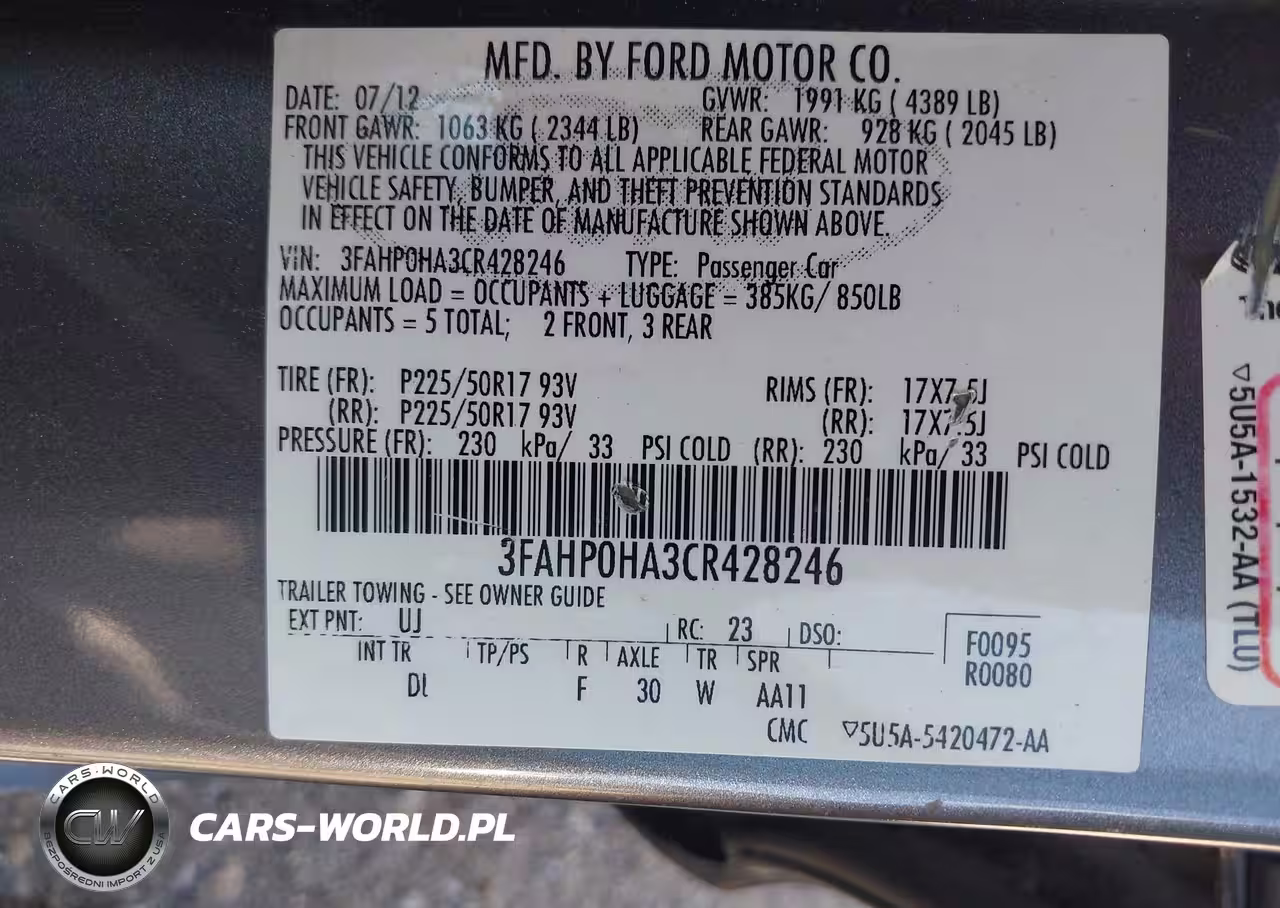 MFD. BY FORD MOTOR CO.
DATE: 07/12 GVWR: 1991 KG ( 4389 LB)
FRONT GAWR: 1063 KG ( 2344 LB) REAR GAWR: 928 KG ( 2045 LB)
THIS VEHICLE CONFORMS TO ALL APPLICABLE FEDERAL MOTOR
VEHICLE SAFETY, BUMPER, AND THEFT PREVENTION STANDARDS
IN EFFECT ON THE DATE OF MANUFACTURE SHOWN ABOVE.
VIN: 3FAHP0HA3CR428246 TYPE: Passenger Car
MAXIMUM LOAD = OCCUPANTS + LUGGAGE = 385KG/ 850LB
OCCUPANTS = 5 TOTAL; 2 FRONT, 3 REAR
TIRE (FR): P225/50R17 93V RIMS (FR): 17X7.5J
(RR): P225/50R17 93V (RR): 17X7.5J
PRESSURE (FR): 230 kPa/ 33 PSI COLD (RR): 230 kPa/ 33 PSI COLD
3FAHP0HA3CR428246
TRAILER TOWING - SEE OWNER GUIDE
EXT PNT: UJ RC: 23 DSO:
INT TR TP/PS R AXLE TR SPR
DL F 30 W AA11
F0095
R0080
CMC ▽5U5A-5420472-AA
▽5U5A-1532-AA (TLU)
CARS-WORLD
CW
BEZPOŚREDNI IMPORT Z USA
CARS-WORLD.PL